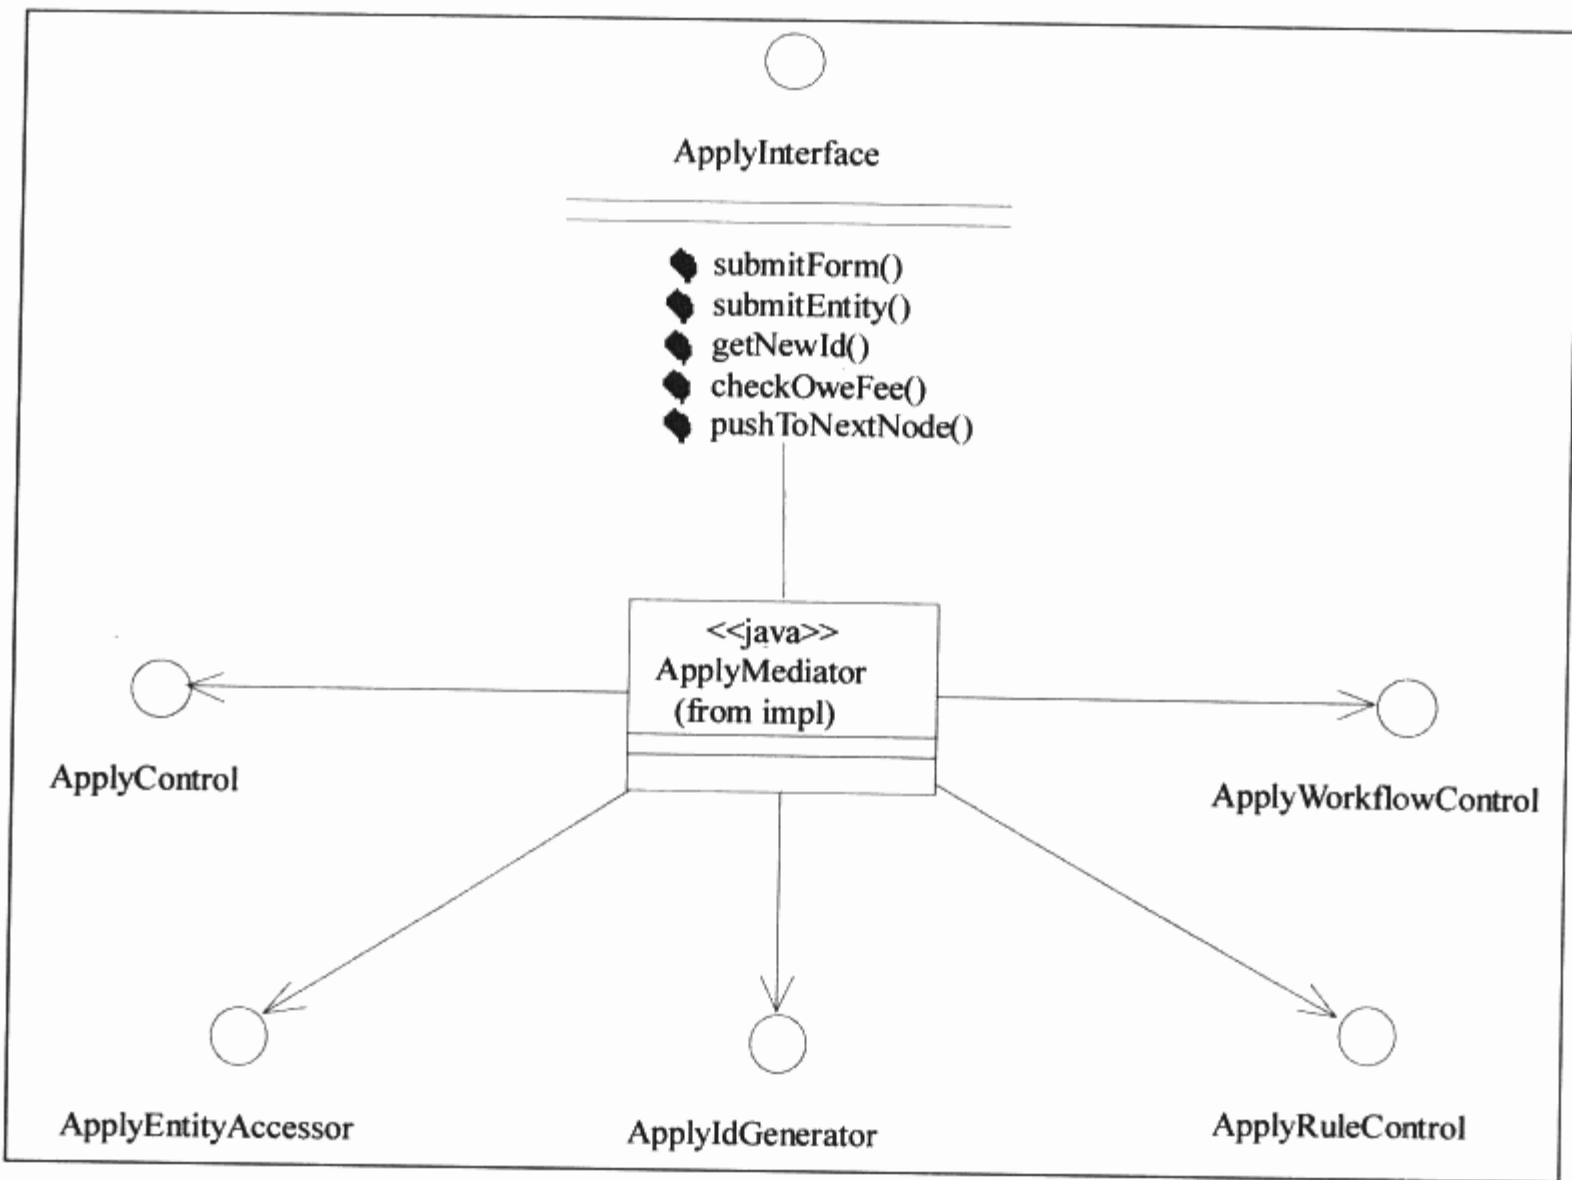 ApplyInterface
submitForm()
submitEntity()
getNewId()
checkOweFee()
pushToNextNode()
<<java>>
ApplyMediator
(from impl)
ApplyControl
ApplyWorkflowControl
ApplyEntityAccessor
ApplyIdGenerator
ApplyRuleControl